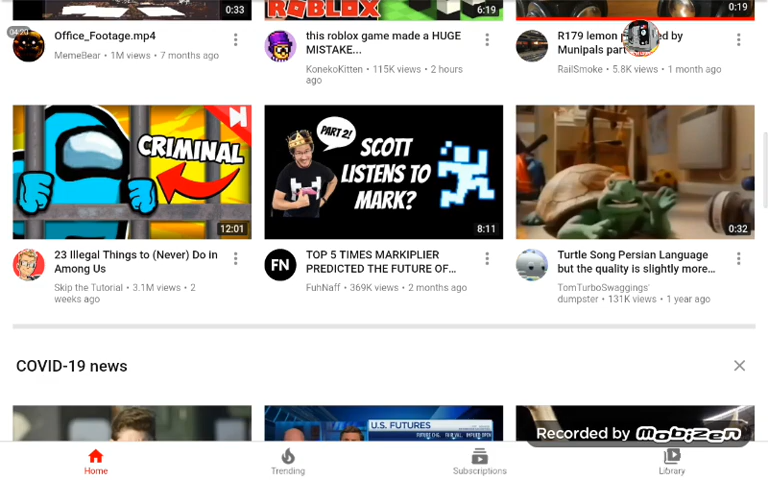 0:33
6:19
0:19
04:20
Office_Footage.mp4
MemeBear • 1M views • 7 months ago
ROBLOX
this roblox game made a HUGE
MISTAKE...
KonekoKitten • 115K views • 2 hours
ago
R179 lemon ed by
Munipals part
RailSmoke • 5.8K views • 1 month ago
CRIMINAL
12:01
PART 2!
SCOTT
LISTENS TO
MARK?
8:11
0:32
23 Illegal Things to (Never) Do in
Among Us
Skip the Tutorial • 3.1M views • 2
weeks ago
FN
TOP 5 TIMES MARKIPLIER
PREDICTED THE FUTURE OF...
FuhNaff • 369K views • 2 months ago
Turtle Song Persian Language
but the quality is slightly more...
TomTurboSwaggings'
dumpster • 131K views • 1 year ago
COVID-19 news
U.S. FUTURES
Recorded by Mobizen
Home
Trending
Subscriptions
Library